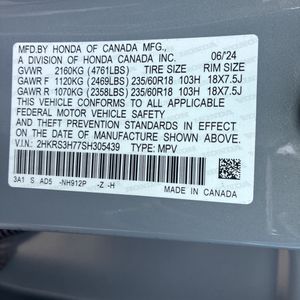 MFD.BY HONDA OF CANADA MFG.,
A DIVISION OF HONDA CANADA INC. 06/'24
GVWR 2160KG (4761LBS) TIRE SIZE RIM SIZE
GAWR F 1120KG (2469LBS) 235/60R18 103H 18X7.5J
GAWR R 1070KG (2358LBS) 235/60R18 103H 18X7.5J
THIS VEHICLE CONFORMS TO ALL APPLICABLE
FEDERAL MOTOR VEHICLE SAFETY
AND THEFT PREVENTION STANDARDS IN EFFECT ON
THE DATE OF MANUFACTURE SHOWN ABOVE.
V.I.N: 2HKRS3H77SH305439 TYPE: MPV
3A1 S AD5 -NH912P -Z -H
MADE IN CANADA